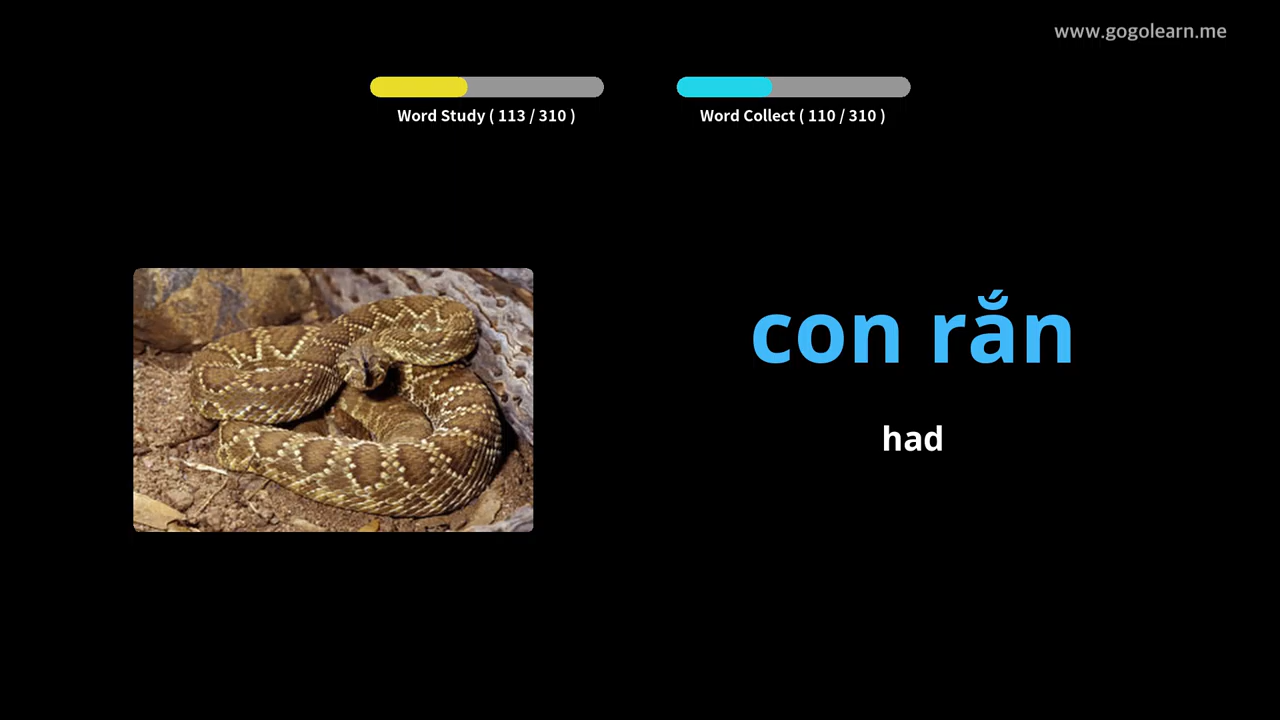 www.gogolearn.me
Word Study ( 113 / 310 )
Word Collect ( 110 / 310 )
con rắn
had